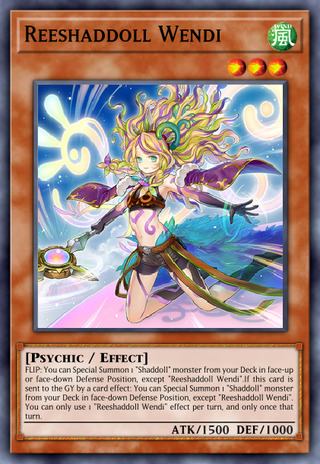 Reeshaddoll Wendi
WIND
風
[Psychic / Effect]
FLIP: You can Special Summon 1 "Shaddoll" monster from your Deck in face-up
or face-down Defense Position, except "Reeshaddoll Wendi".If this card is
sent to the GY by a card effect: You can Special Summon 1 "Shaddoll" monster
from your Deck in face-down Defense Position, except "Reeshaddoll Wendi".
You can only use 1 "Reeshaddoll Wendi" effect per turn, and only once that
turn.
ATK/1500 DEF/1000